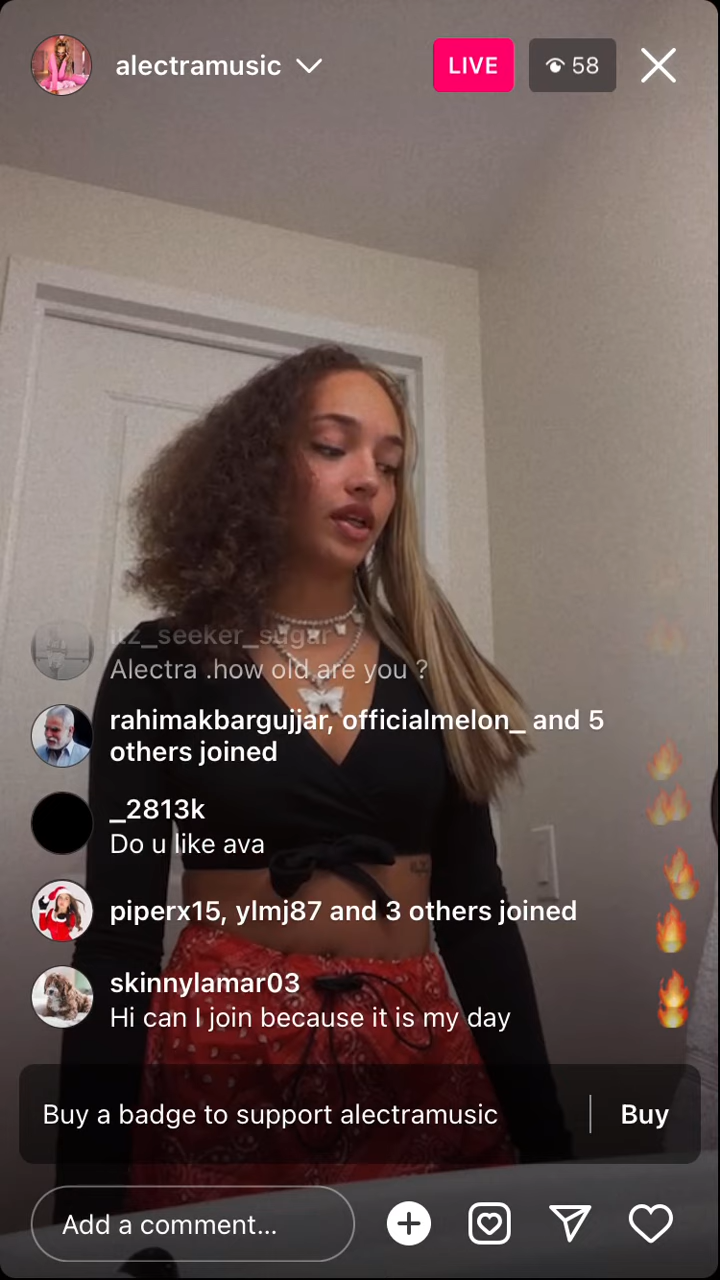 alectramusic
LIVE
58
itz_seeker_sugar
Alectra .how old are you ?
rahimakbargujjar, officialmelon_ and 5
others joined
_2813k
Do u like ava
piperx15, ylmj87 and 3 others joined
skinnylamar03
Hi can I join because it is my day
Buy a badge to support alectramusic
Buy
Add a comment...